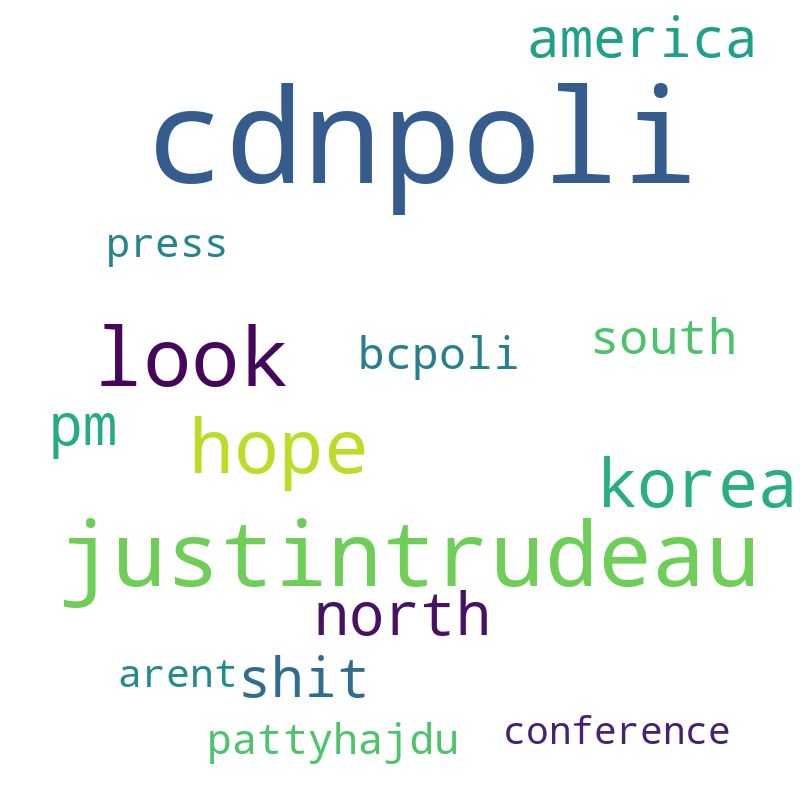 america
cdnpoli
press
look bcpoli south
pm hope korea
justintrudeau
north
arent shit
pattyhajdu conference